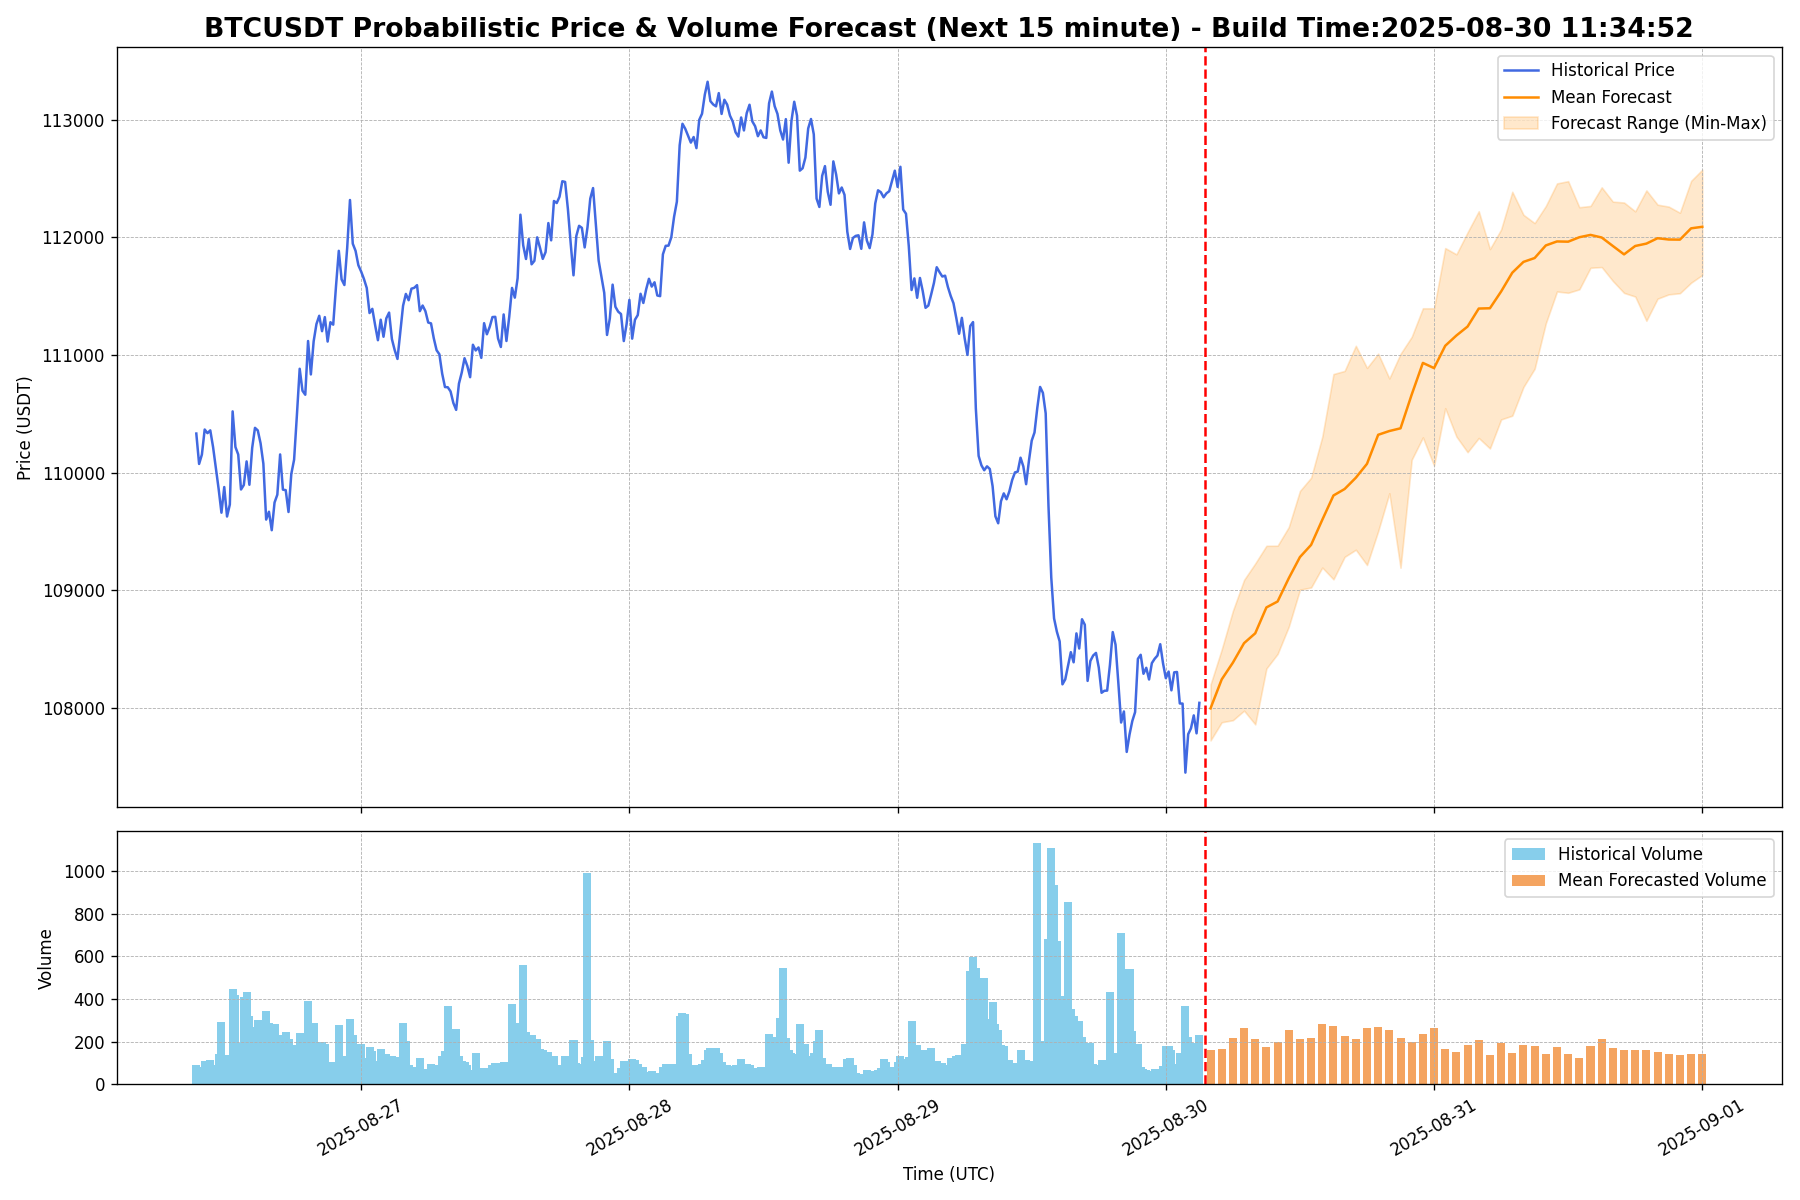 BTCUSDT Probabilistic Price & Volume Forecast (Next 15 minute) - Build Time:2025-08-30 11:34:52
Historical Price
Mean Forecast
Forecast Range (Min-Max)
113000
112000
111000
110000
109000
108000
Price (USDT)
Historical Volume
Mean Forecasted Volume
1000
800
600
400
200
0
Volume
2025-08-27
2025-08-28
2025-08-29
2025-08-30
2025-08-31
2025-09-01
Time (UTC)